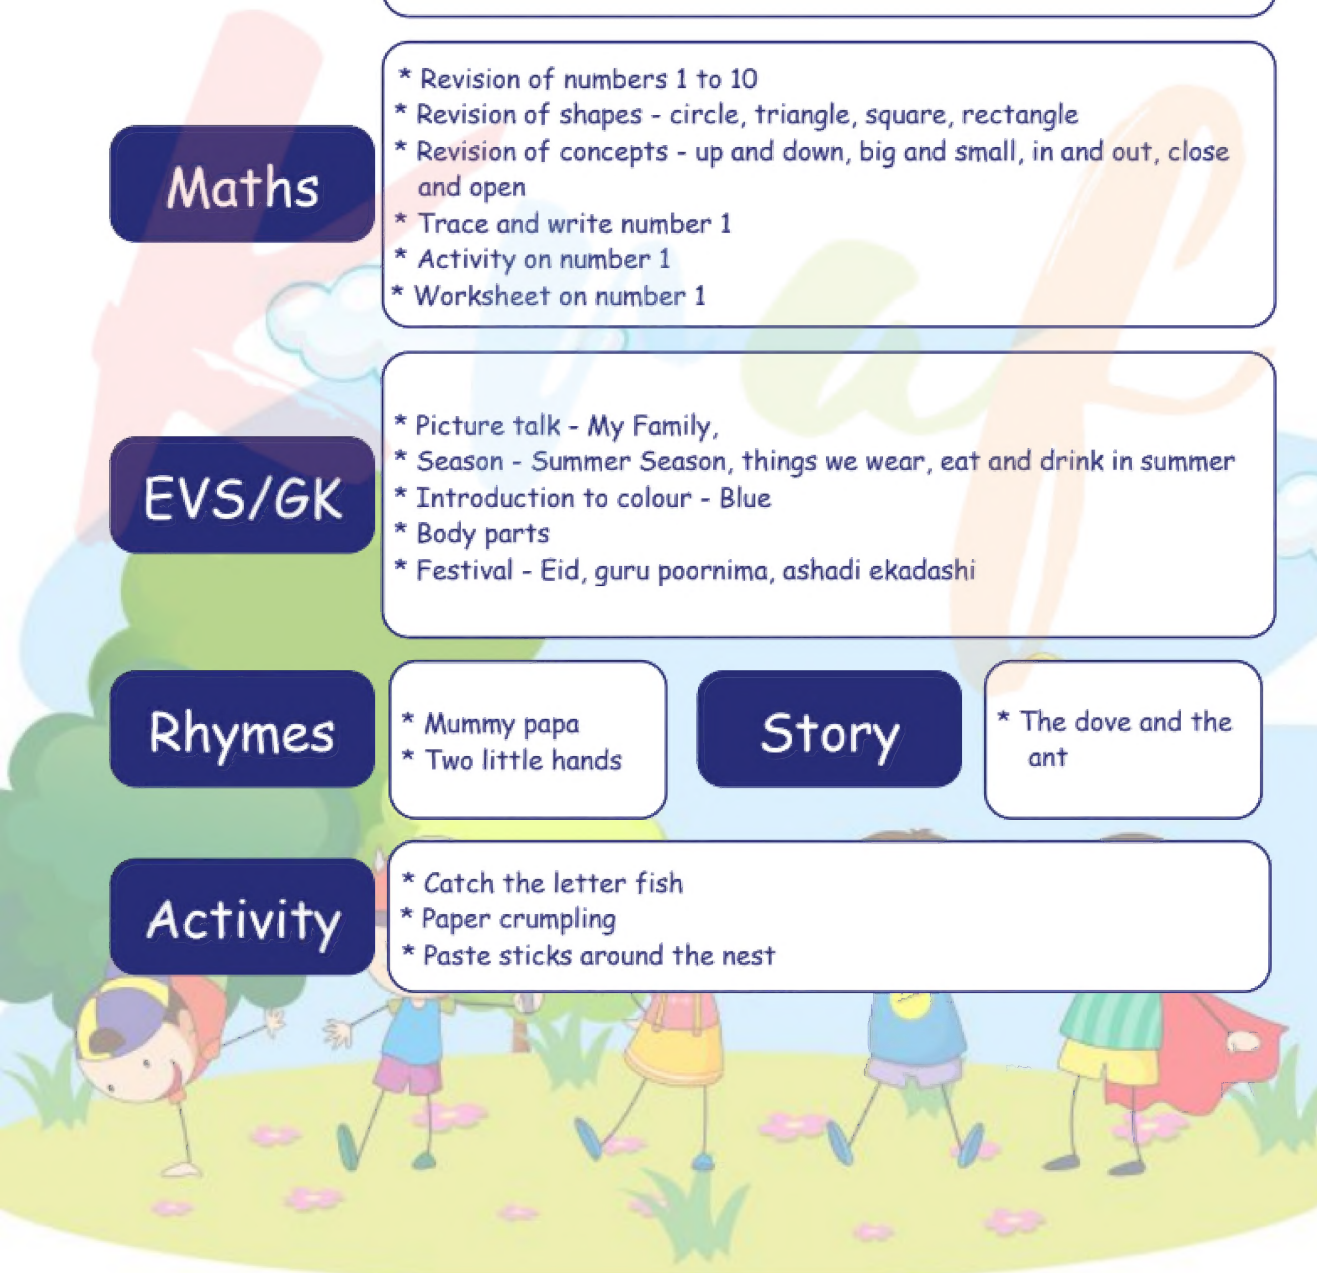 Maths
* Revision of numbers 1 to 10
* Revision of shapes - circle, triangle, square, rectangle
* Revision of concepts - up and down, big and small, in and out, close
and open
* Trace and write number 1
* Activity on number 1
* Worksheet on number 1
EVS/GK
* Picture talk - My Family,
* Season - Summer Season, things we wear, eat and drink in summer
* Introduction to colour - Blue
* Body parts
* Festival - Eid, guru poornima, ashadi ekadashi
Rhymes
* Mummy papa
* Two little hands
Story
* The dove and the
ant
Activity
* Catch the letter fish
* Paper crumpling
* Paste sticks around the nest
Kraf